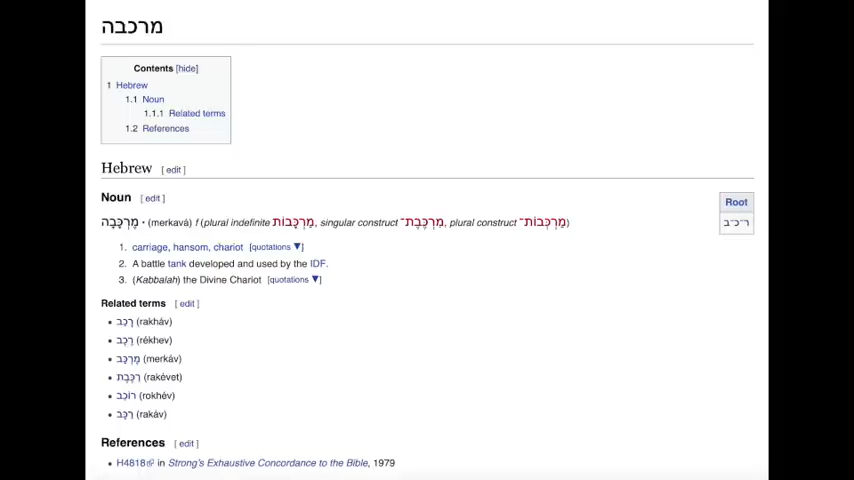 מרכבה
Contents [hide]
1 Hebrew
1.1 Noun
1.1.1 Related terms
1.2 References
Hebrew [ edit ]
Noun [ edit ]
Root
ר־כ־ב
מֶרְכָּבָה • (merkavá) f (plural indefinite מֶרְכָּבוֹת, singular construct מִרְכֶּבֶת־, plural construct מַרְכְּבוֹת־)
1. carriage, hansom, chariot [quotations ▼]
2. A battle tank developed and used by the IDF.
3. (Kabbalah) the Divine Chariot [quotations ▼]
Related terms [ edit ]
• רָכַב (rakháv)
• רֶכֶב (rékhev)
• מֶרְכָּב (merkáv)
• רַכֶּבֶת (rakévet)
• רוֹכֵב (rokhév)
• רַכָּב (rakáv)
References [ edit ]
• H4818 in Strong's Exhaustive Concordance to the Bible, 1979